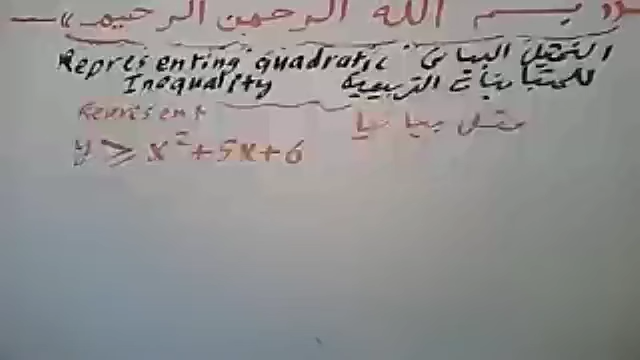 « بسم الله الرحمن الرحيم »
Representing quadratic التمثيل البياني
Inequality للمتباينات التربيعية
Represent مثل بيانيا
y ≥ x² + 5x + 6